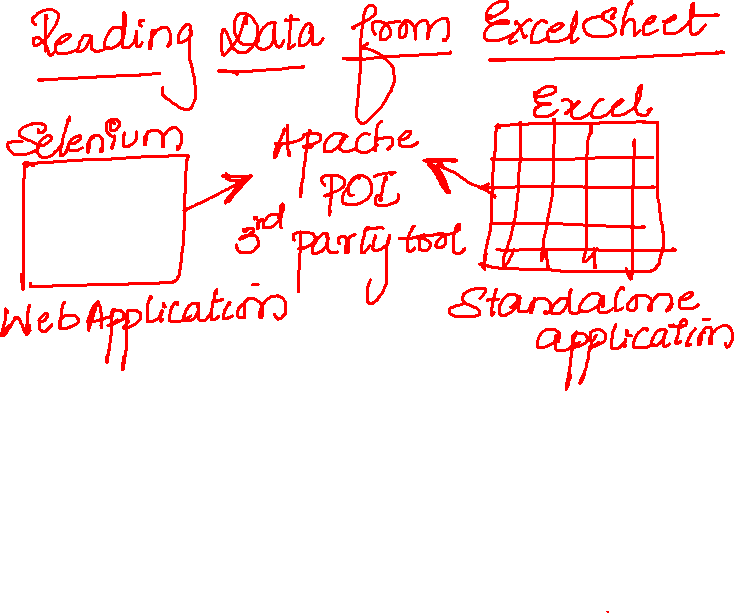 Reading Data from ExcelSheet
Selenium
Apache
POI
3rd party tool
Excel
WebApplication
Standalone
application